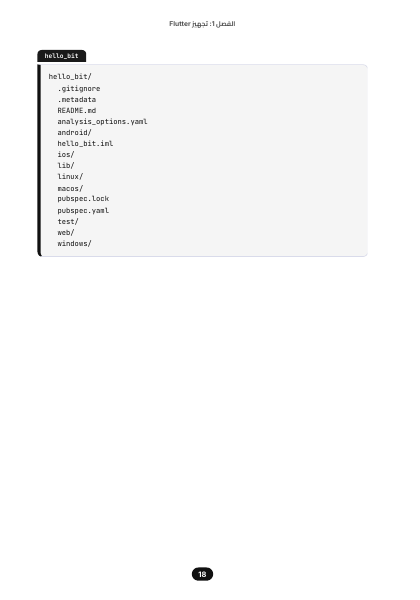 الفصل 1: تجهيز Flutter
hello_bit
hello_bit/
  .gitignore
  .metadata
  README.md
  analysis_options.yaml
  android/
  hello_bit.iml
  ios/
  lib/
  linux/
  macos/
  pubspec.lock
  pubspec.yaml
  test/
  web/
  windows/
18